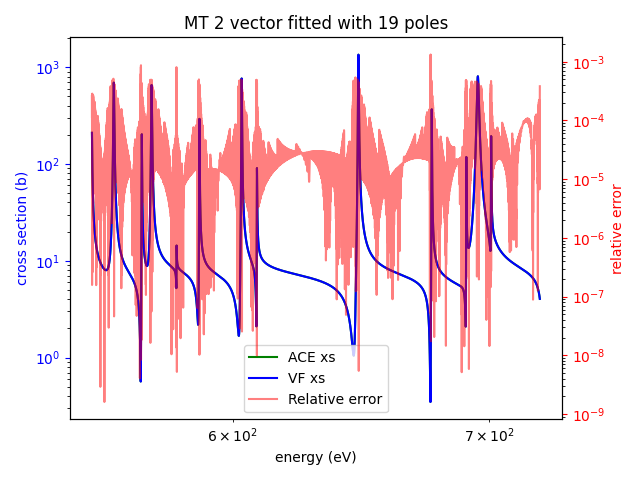 MT 2 vector fitted with 19 poles
10³
10²
10¹
10⁰
cross section (b)
10⁻³
10⁻⁴
10⁻⁵
10⁻⁶
10⁻⁷
10⁻⁸
10⁻⁹
relative error
ACE xs
VF xs
Relative error
6 × 10²
7 × 10²
energy (eV)